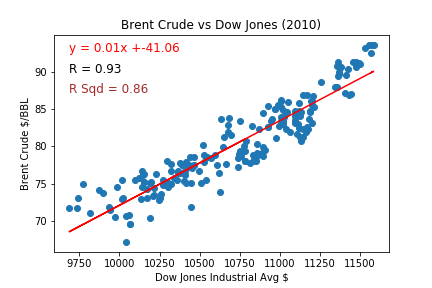 Brent Crude vs Dow Jones (2010)
y = 0.01x +-41.06
R = 0.93
R Sqd = 0.86
Brent Crude $/BBL
90
85
80
75
70
9750 10000 10250 10500 10750 11000 11250 11500
Dow Jones Industrial Avg $